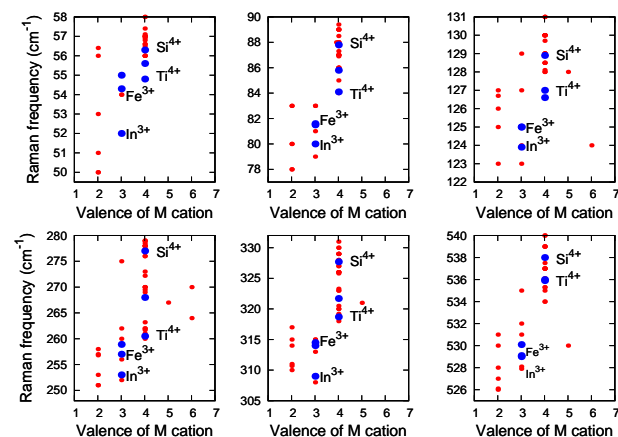 58
57
56
55
54
53
52
51
50
Raman frequency (cm⁻¹)
Si⁴⁺
Ti⁴⁺
Fe³⁺
In³⁺
1 2 3 4 5 6 7
Valence of M cation
90
88
86
84
82
80
78
76
Si⁴⁺
Ti⁴⁺
Fe³⁺
In³⁺
1 2 3 4 5 6 7
Valence of M cation
131
130
129
128
127
126
125
124
123
122
Si⁴⁺
Ti⁴⁺
Fe³⁺
In³⁺
1 2 3 4 5 6 7
Valence of M cation
280
275
270
265
260
255
250
Raman frequency (cm⁻¹)
Si⁴⁺
Ti⁴⁺
Fe³⁺
In³⁺
1 2 3 4 5 6 7
Valence of M cation
330
325
320
315
310
305
Si⁴⁺
Ti⁴⁺
Fe³⁺
In³⁺
1 2 3 4 5 6 7
Valence of M cation
540
538
536
534
532
530
528
526
Si⁴⁺
Ti⁴⁺
Fe³⁺
In³⁺
1 2 3 4 5 6 7
Valence of M cation